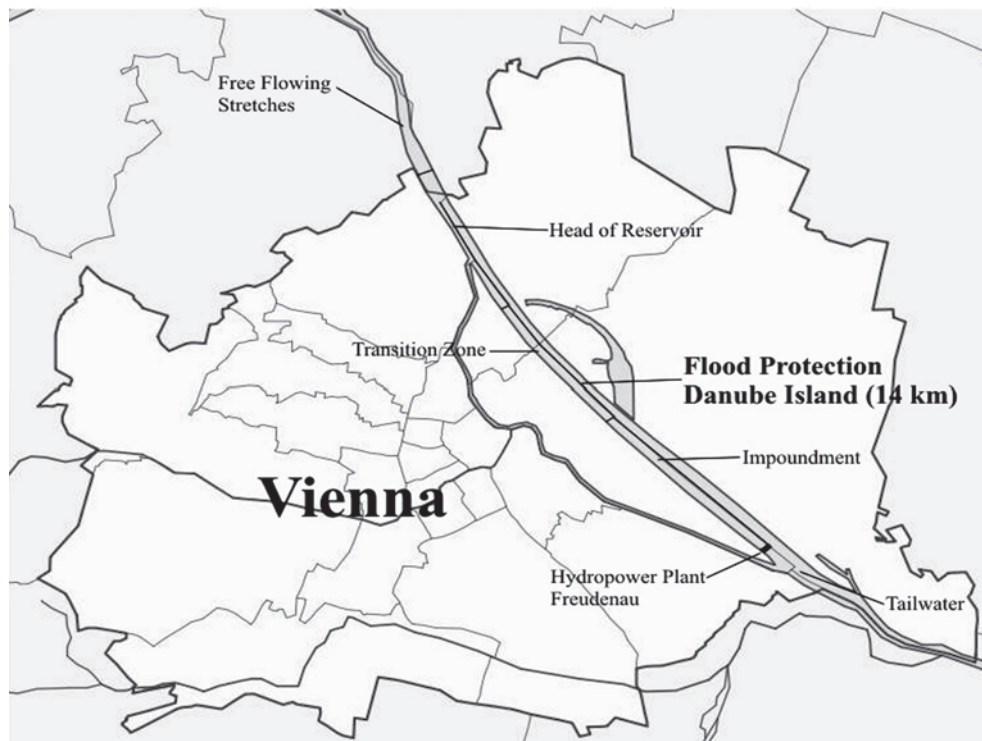 Free Flowing
Stretches
Head of Reservoir
Transition Zone
Flood Protection
Danube Island (14 km)
Impoundment
Vienna
Hydropower Plant
Freudenau
Tailwater